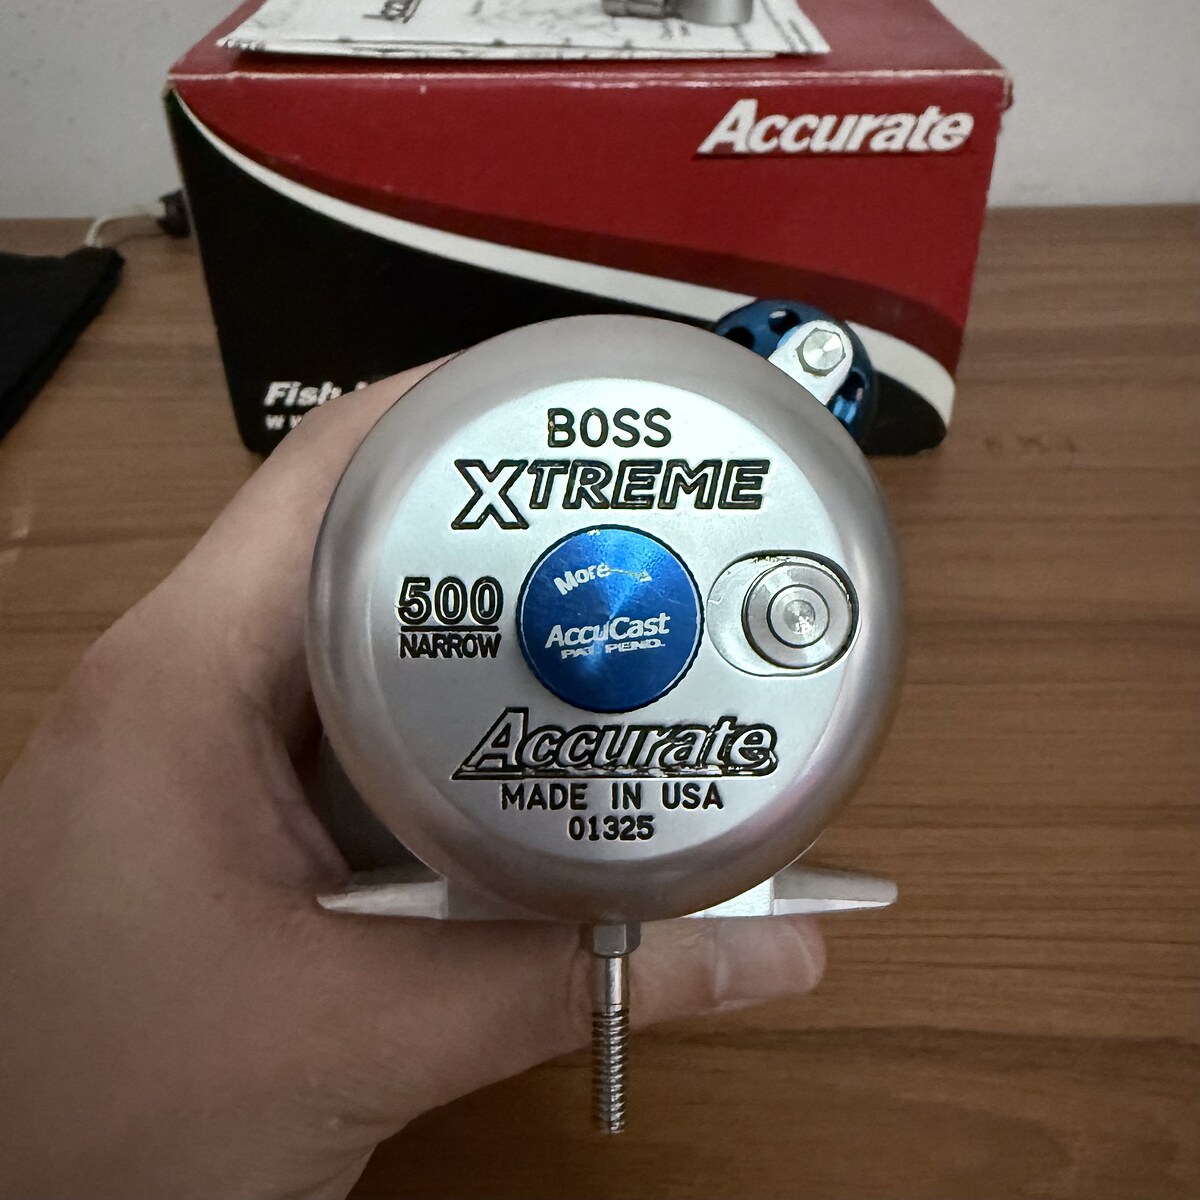 Accurate
Fish
BOSS
XTREME
500
NARROW
More
AccuCast
PAT. PEND.
Accurate
MADE IN USA
01325